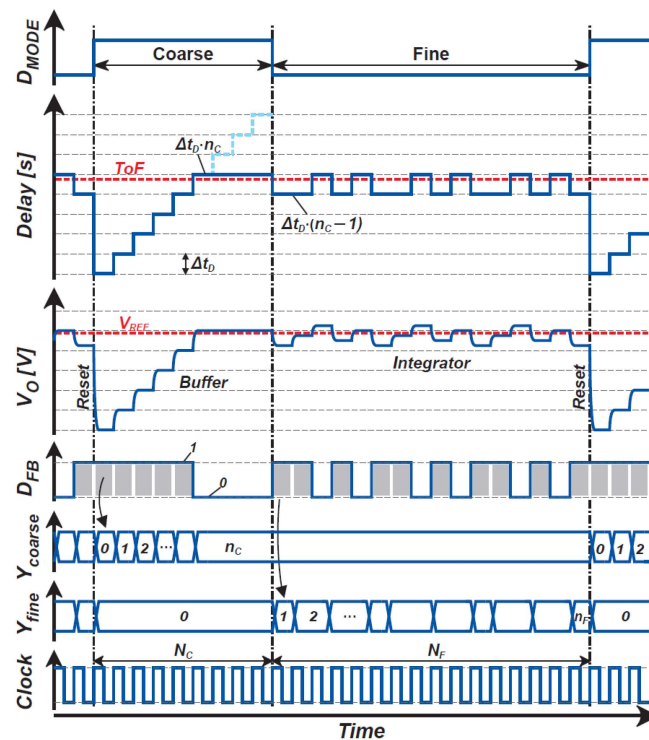 D_MODE
Coarse
Fine
Delay [s]
Δt_D·n_C
ToF
Δt_D·(n_C−1)
Δt_D
V_O [V]
V_REF
Reset
Buffer
Integrator
Reset
D_FB
1
0
Y_coarse
0 1 2 ... n_C 0 1 2
Y_fine
0 1 2 ... n_F 0
Clock
N_C N_F
Time